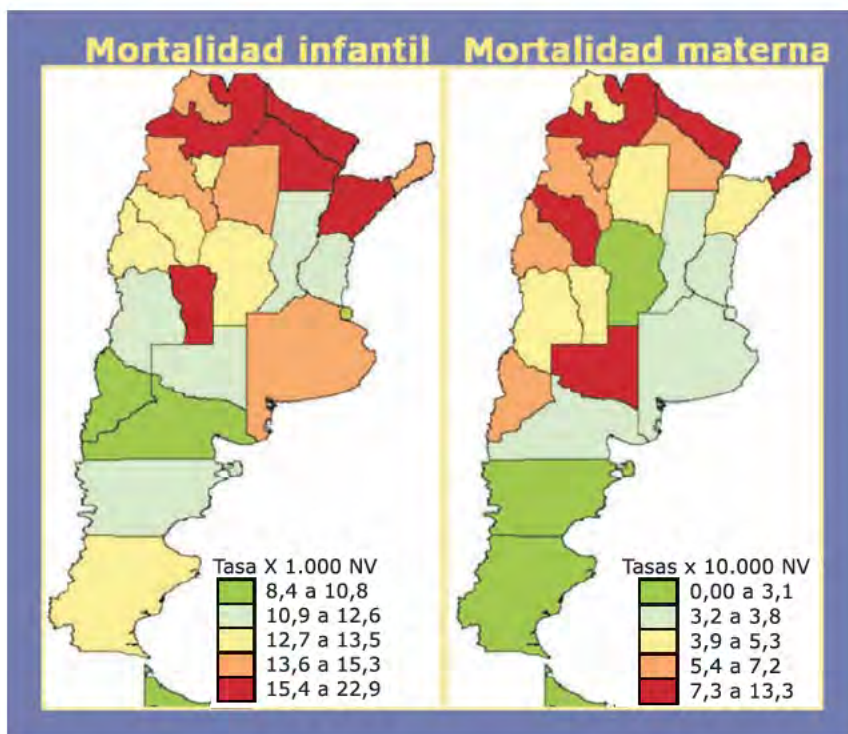 Mortalidad infantil
Mortalidad materna
Tasa X 1.000 NV
8,4 a 10,8
10,9 a 12,6
12,7 a 13,5
13,6 a 15,3
15,4 a 22,9
Tasas x 10.000 NV
0,00 a 3,1
3,2 a 3,8
3,9 a 5,3
5,4 a 7,2
7,3 a 13,3